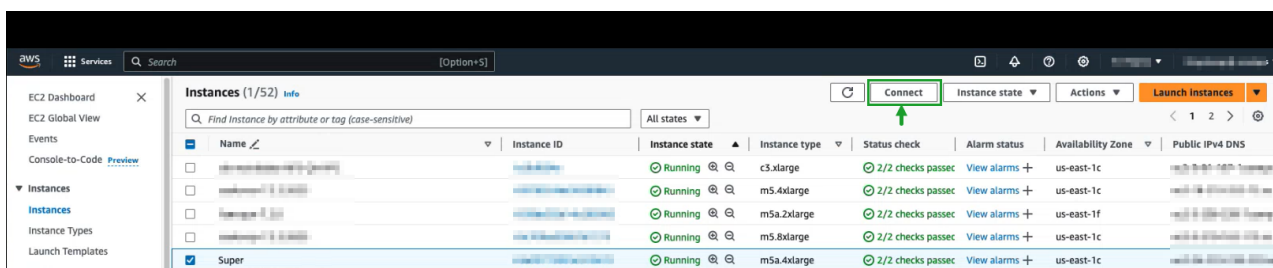 aws Services Search [Option+S]
EC2 Dashboard
EC2 Global View
Events
Console-to-Code Preview
Instances
Instances
Instance Types
Launch Templates
Instances (1/52) Info Connect Instance state Actions Launch instances
Find Instance by attribute or tag (case-sensitive) All states 1 2
Name Instance ID Instance state Instance type Status check Alarm status Availability Zone Public IPv4 DNS
Running c3.xlarge 2/2 checks passec View alarms + us-east-1c
Running m5.4xlarge 2/2 checks passec View alarms + us-east-1c
Running m5a.2xlarge 2/2 checks passec View alarms + us-east-1f
Running m5.8xlarge 2/2 checks passec View alarms + us-east-1c
Super Running m5a.4xlarge 2/2 checks passec View alarms + us-east-1c